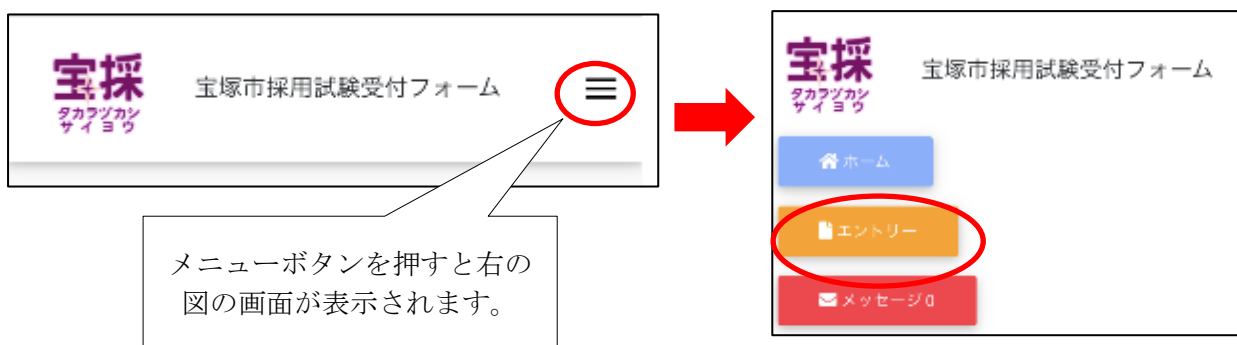 宝採
タカラヅカシ
サイヨウ
宝塚市採用試験受付フォーム
メニューボタンを押すと右の
図の画面が表示されます。
宝採
タカラヅカシ
サイヨウ
宝塚市採用試験受付フォーム
ホーム
エントリー
メッセージ 0